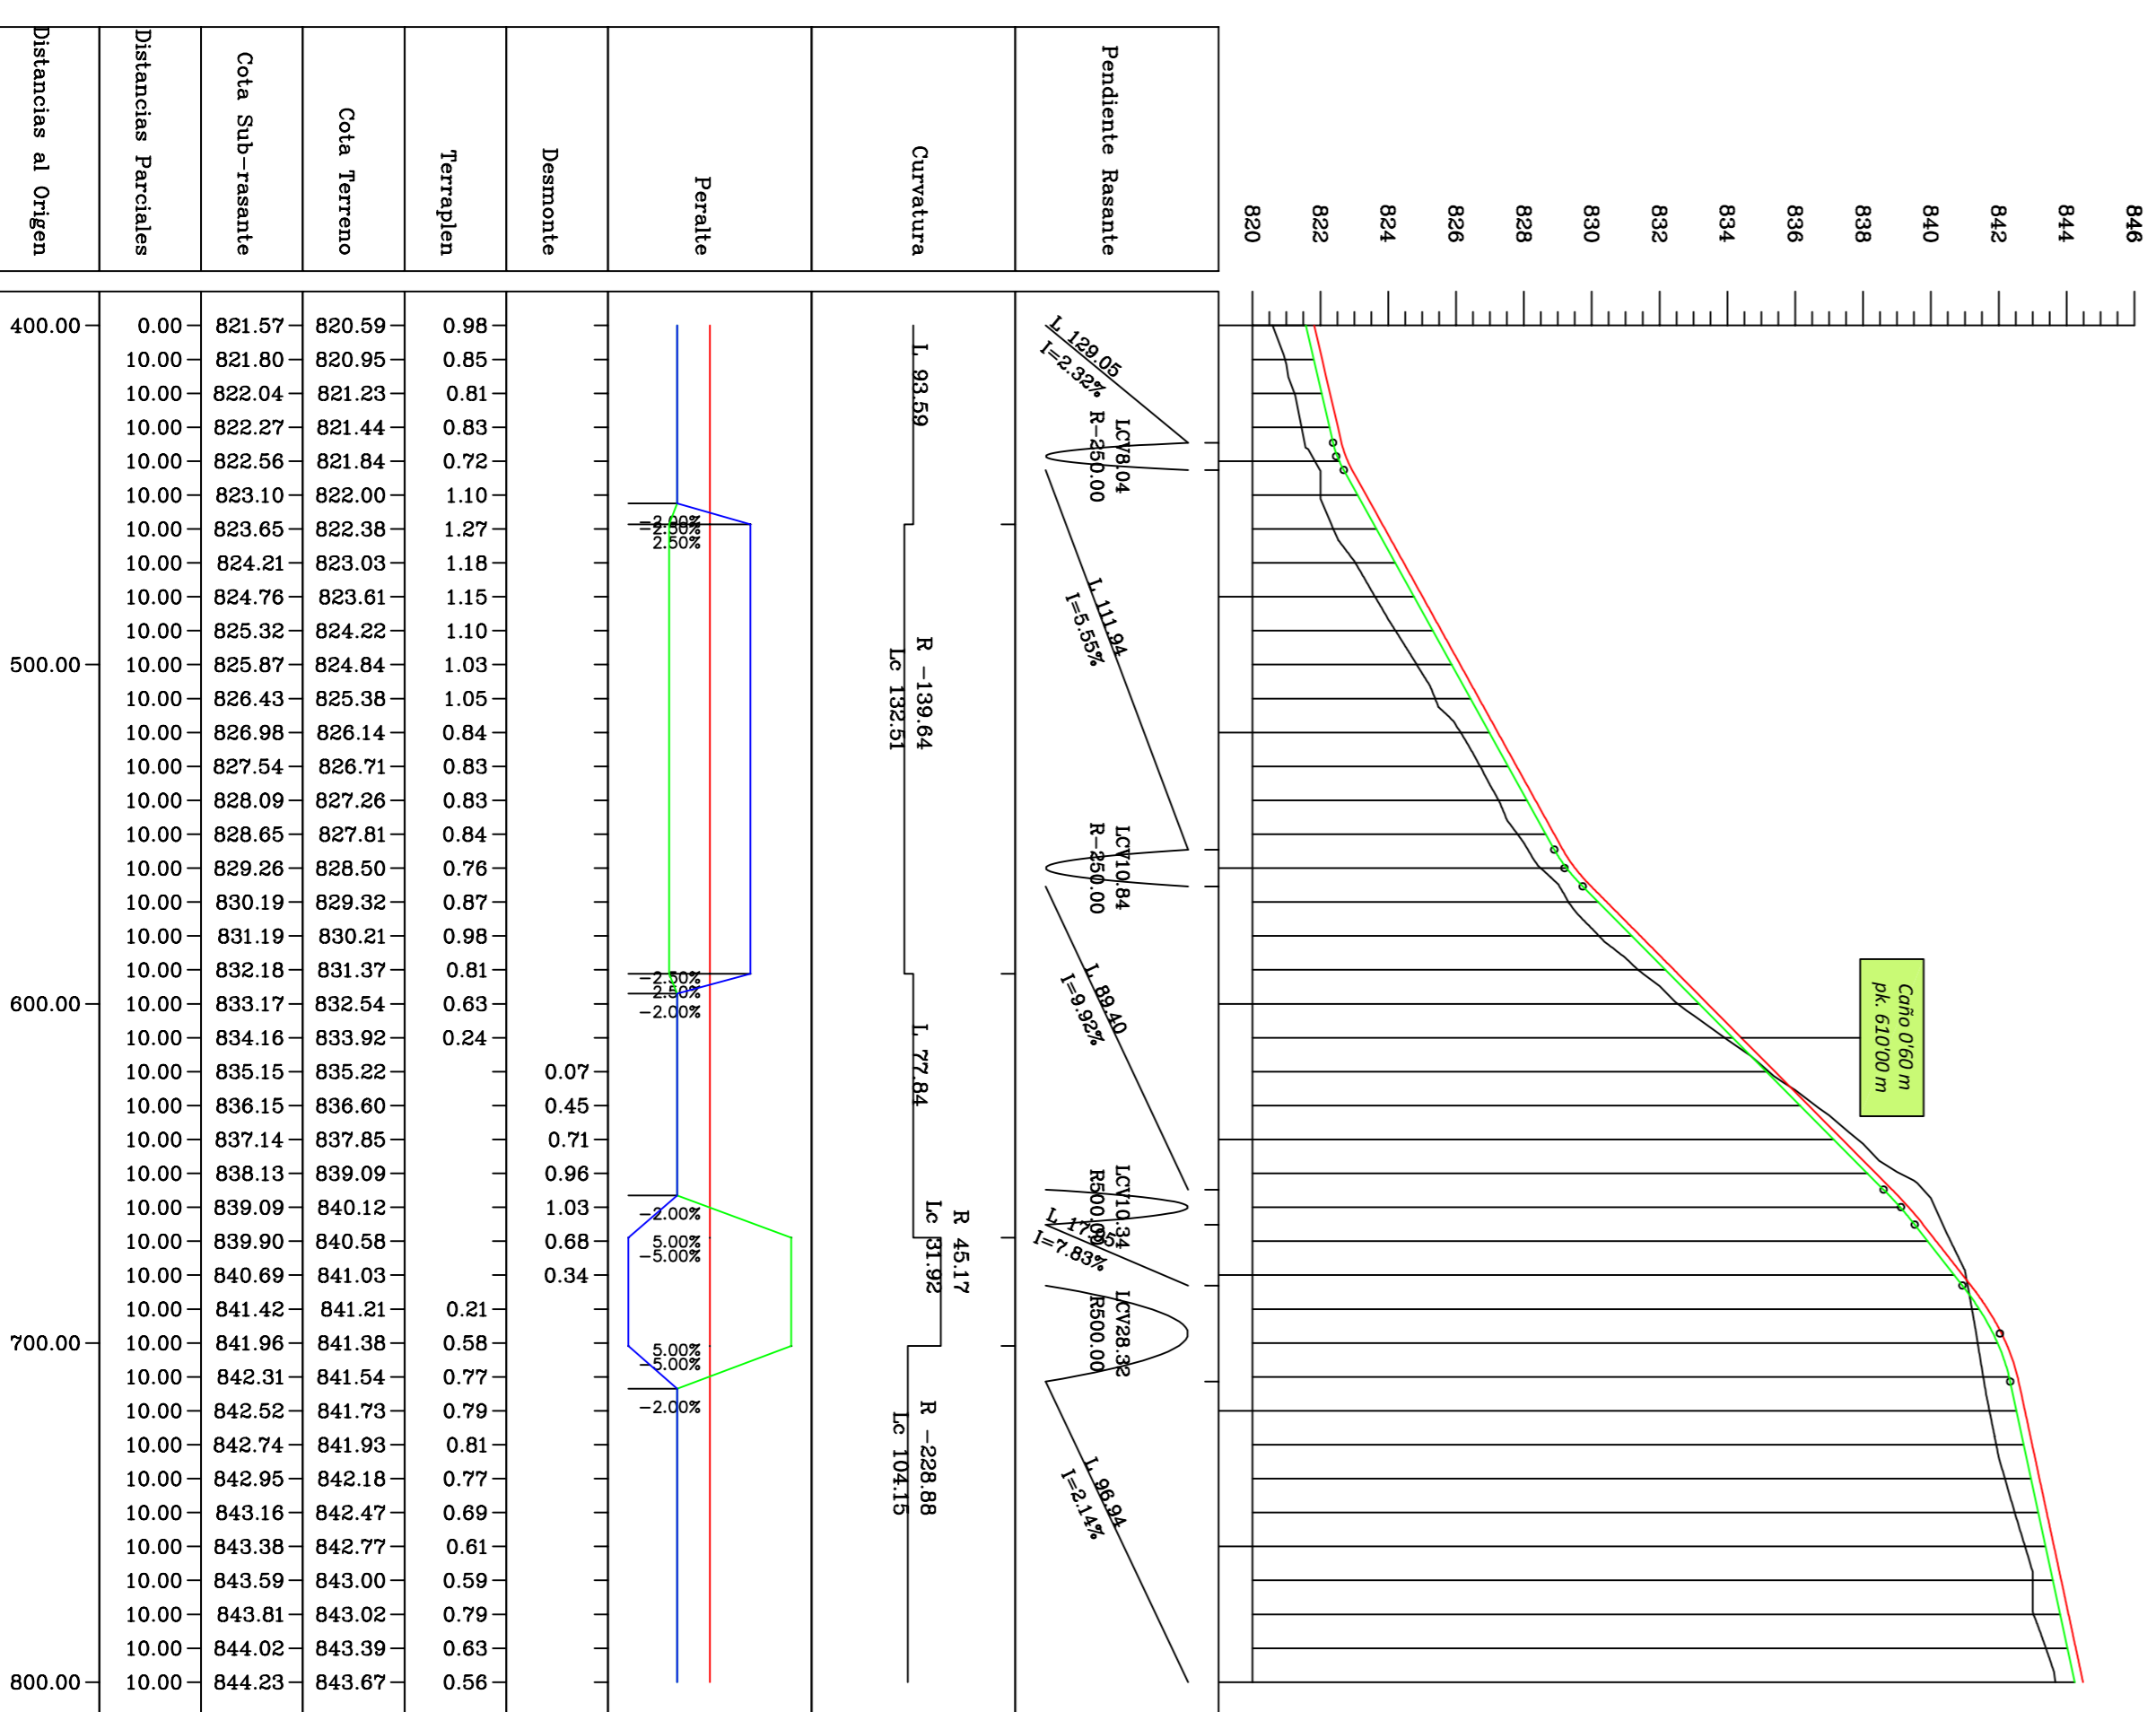 Distancias al Origen
Distancias Parciales
Cota Sub-rasante
Cota Terreno
Terraplen
Desmonte
Peralte
Curvatura
Pendiente Rasante
820 822 824 826 828 830 832 834 836 838 840 842 844 846
400.00 0.00 821.57 820.59 0.98
10.00 821.80 820.95 0.85
10.00 822.04 821.23 0.81
10.00 822.27 821.44 0.83
10.00 822.56 821.84 0.72
10.00 823.10 822.00 1.10
10.00 823.65 822.38 1.27
10.00 824.21 823.03 1.18
10.00 824.76 823.61 1.15
10.00 825.32 824.22 1.10
500.00 10.00 825.87 824.84 1.03
10.00 826.43 825.38 1.05
10.00 826.98 826.14 0.84
10.00 827.54 826.71 0.83
10.00 828.09 827.26 0.83
10.00 828.65 827.81 0.84
10.00 829.26 828.50 0.76
10.00 830.19 829.32 0.87
10.00 831.19 830.21 0.98
10.00 832.18 831.37 0.81
600.00 10.00 833.17 832.54 0.63
10.00 834.16 833.92 0.24
10.00 835.15 835.22 0.07
10.00 836.15 836.60 0.45
10.00 837.14 837.85 0.71
10.00 838.13 839.09 0.96
10.00 839.09 840.12 1.03
10.00 839.90 840.58 0.68
10.00 840.69 841.03 0.34
10.00 841.42 841.21 0.21
700.00 10.00 841.96 841.38 0.58
10.00 842.31 841.54 0.77
10.00 842.52 841.73 0.79
10.00 842.74 841.93 0.81
10.00 842.95 842.18 0.77
10.00 843.16 842.47 0.69
10.00 843.38 842.77 0.61
10.00 843.59 843.00 0.59
10.00 843.81 843.02 0.79
10.00 844.02 843.39 0.63
800.00 10.00 844.23 843.67 0.56
-2.00%
-2.50%
2.50%
-2.50%
2.50%
-2.00%
-2.00%
5.00%
-5.00%
5.00%
-5.00%
-2.00%
L 93.59
R -139.64
Lc 132.51
L 77.84
R 45.17
Lc 31.92
R -228.88
Lc 104.15
L 129.05
I=2.32%
LCV8.04
R-250.00
L 111.94
I=5.55%
LCV10.84
R-250.00
L 89.40
I=9.92%
LCV10.34
R500.00
L 17.95
I=7.83%
LCV28.32
R500.00
L 96.94
I=2.14%
Caño 0'60 m
pk. 610'00 m